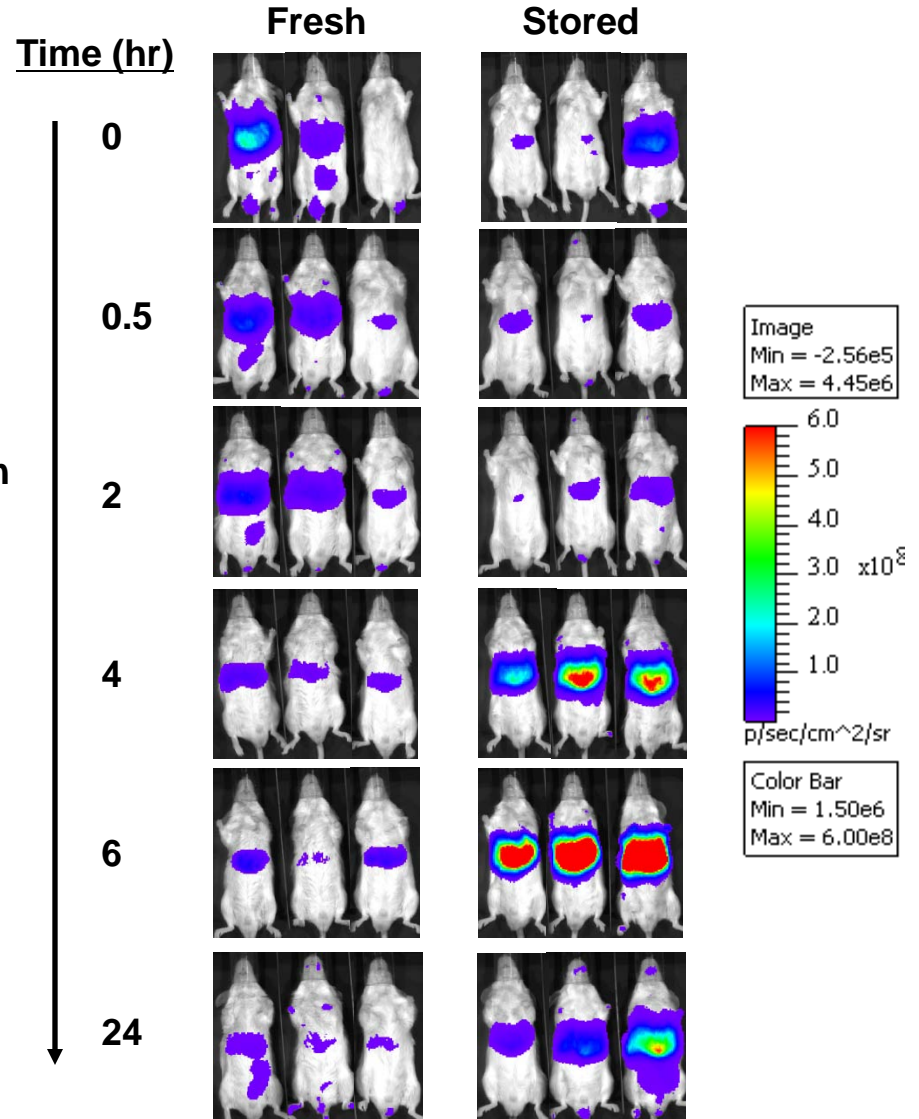 Fresh Stored
Time (hr)
0
0.5
2
4
6
24
Image
Min = -2.56e5
Max = 4.45e6
6.0
5.0
4.0
3.0
2.0
1.0
p/sec/cm^2/sr
Color Bar
Min = 1.50e6
Max = 6.00e8